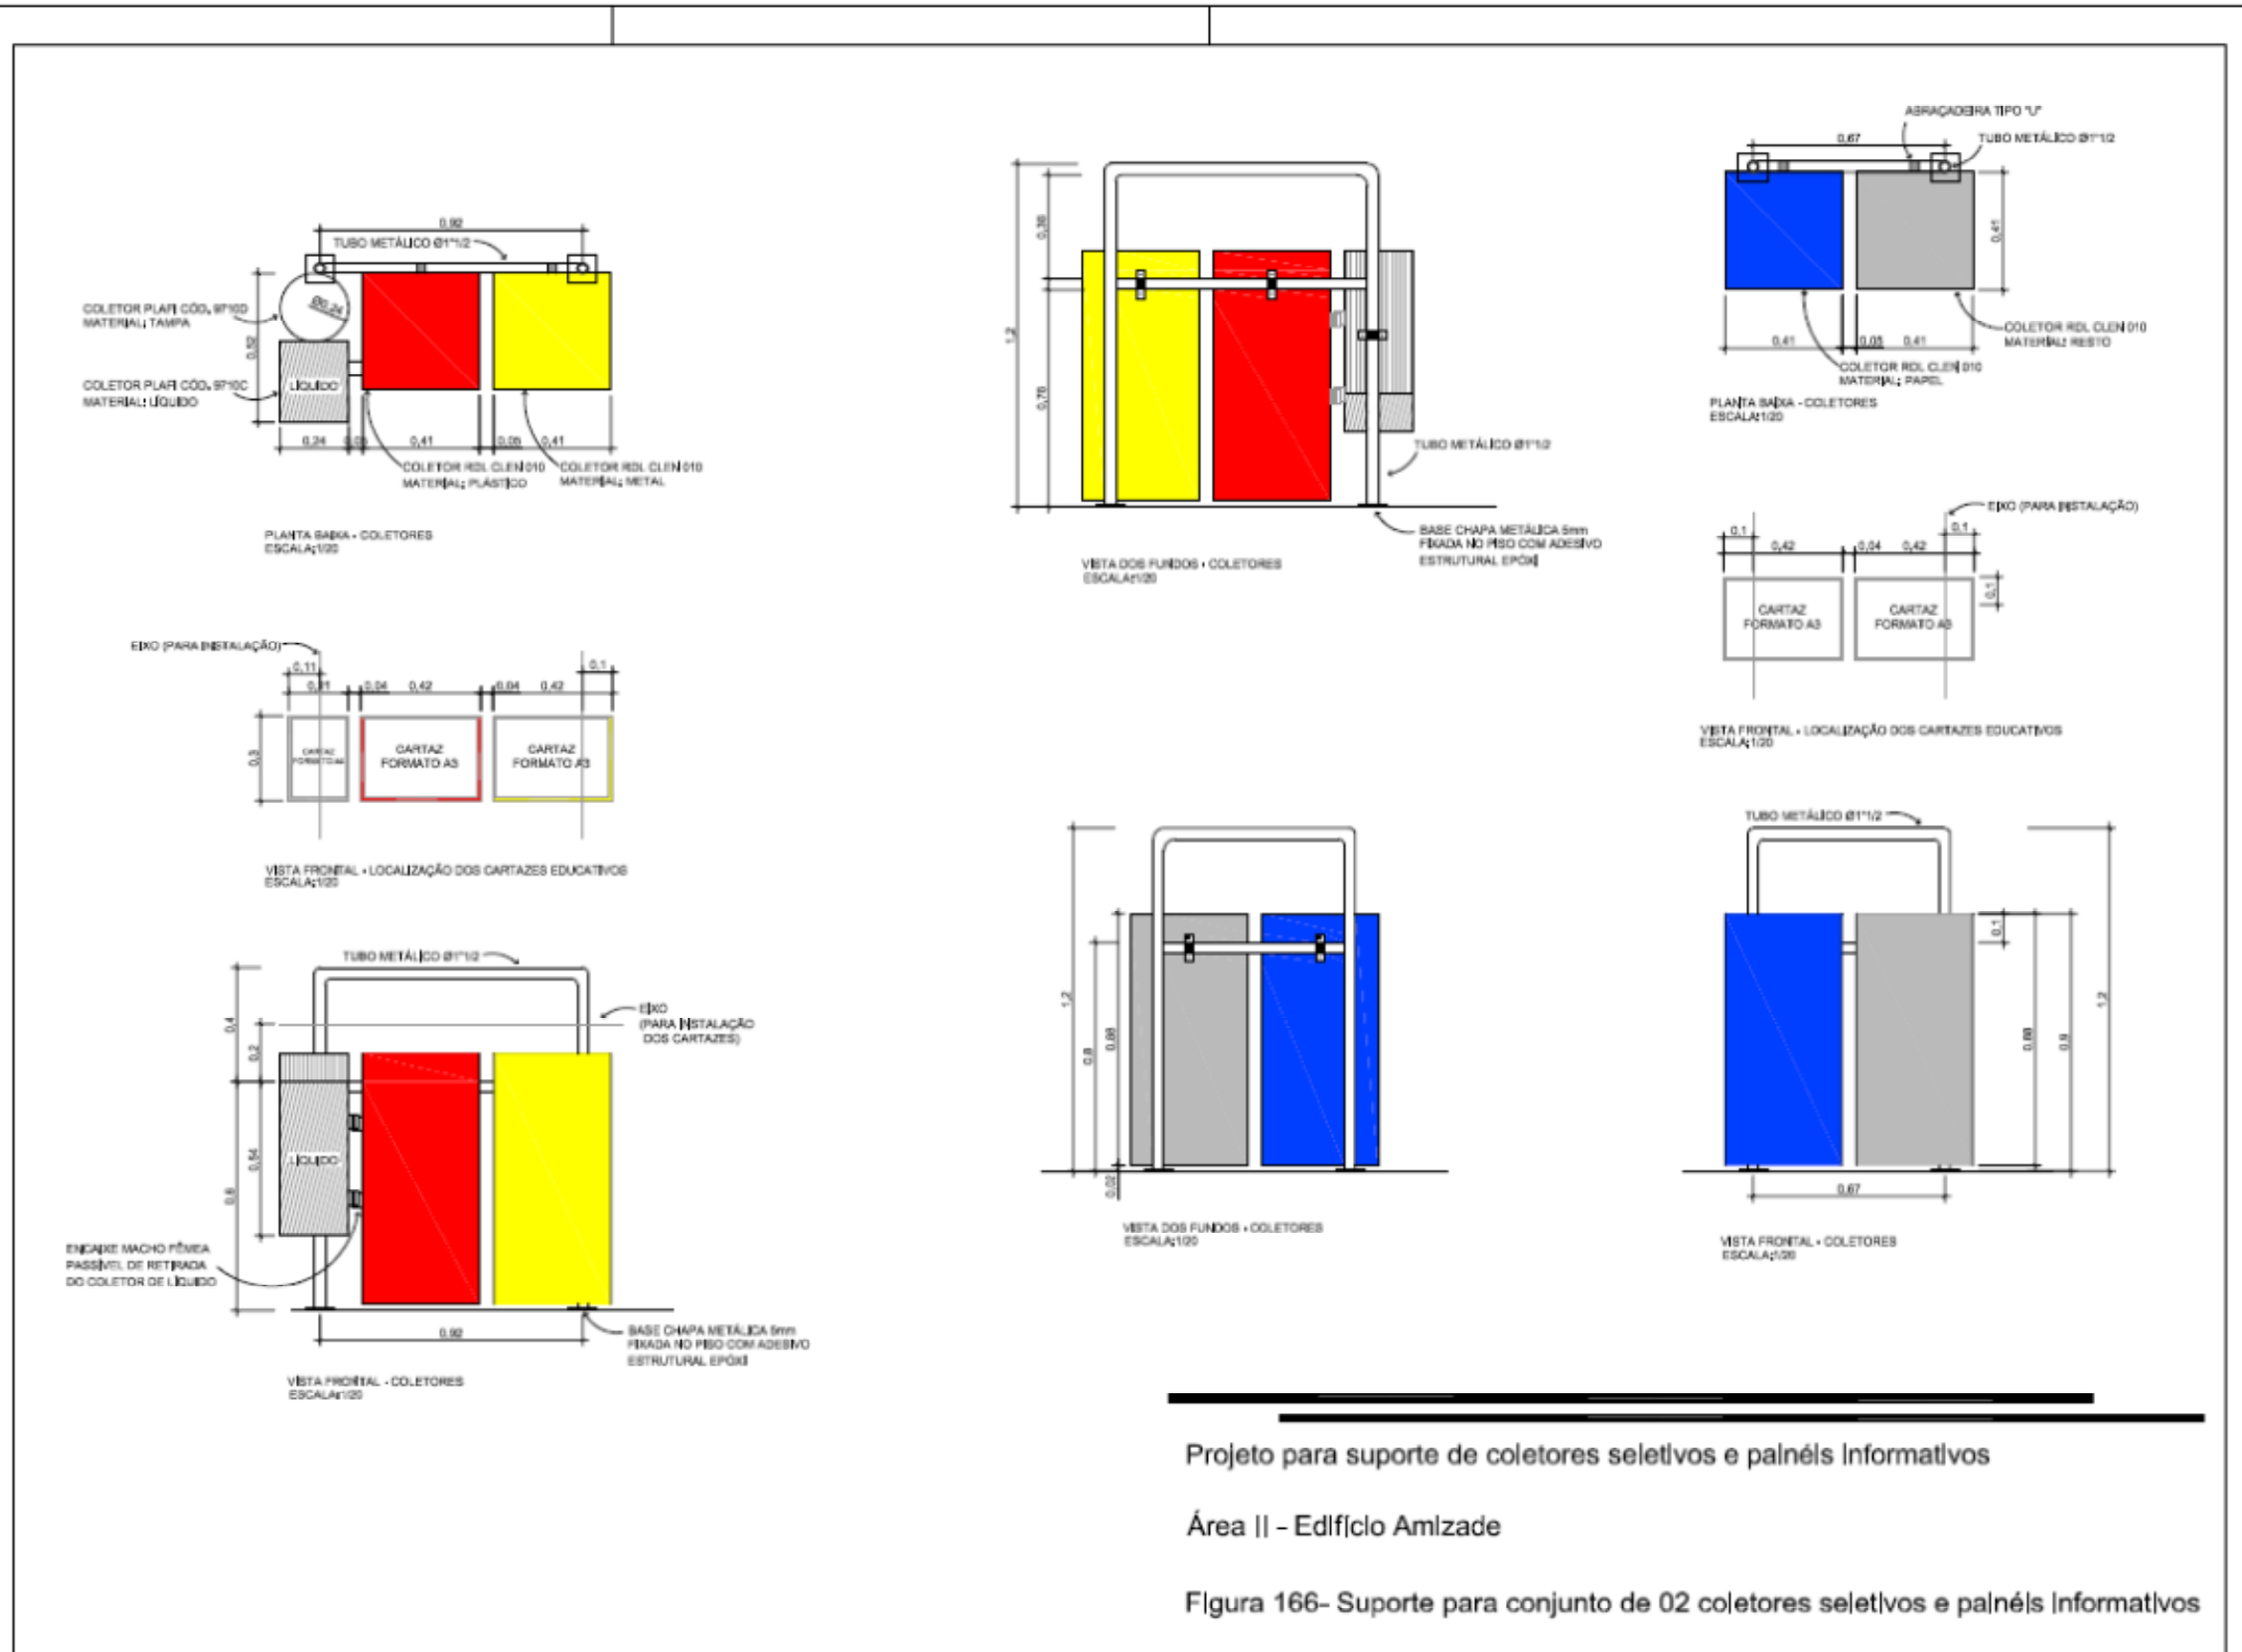 0,92
TUBO METÁLICO Ø1"1/2
Ø0,24
COLETOR PLAFI CÓD. 9710D
MATERIAL: TAMPA
0,52
COLETOR PLAFI CÓD. 9710C
MATERIAL: LÍQUIDO
LÍQUIDO
0,24 0,05 0,41 0,05 0,41
COLETOR RDL CLEN 010
MATERIAL: PLÁSTICO
COLETOR RDL CLEN 010
MATERIAL: METAL
PLANTA BAIXA - COLETORES
ESCALA:1/20
EIXO (PARA INSTALAÇÃO)
0,11
0,1
0,21 0,04 0,42 0,04 0,42
0,3
CARTAZ
CARTAZ
FORMATO A3
CARTAZ
FORMATO A3
VISTA FRONTAL - LOCALIZAÇÃO DOS CARTAZES EDUCATIVOS
ESCALA:1/20
TUBO METÁLICO Ø1"1/2
EIXO
(PARA INSTALAÇÃO
DOS CARTAZES)
0,4
0,2
0,54
0,8
LÍQUIDO
ENCAIXE MACHO FÊMEA
PASSÍVEL DE RETIRADA
DO COLETOR DE LÍQUIDO
0,92
BASE CHAPA METÁLICA 5mm
FIXADA NO PISO COM ADESIVO
ESTRUTURAL EPÓXI
VISTA FRONTAL - COLETORES
ESCALA:1/20
1,2
0,38
0,78
TUBO METÁLICO Ø1"1/2
BASE CHAPA METÁLICA 5mm
FIXADA NO PISO COM ADESIVO
ESTRUTURAL EPÓXI
VISTA DOS FUNDOS - COLETORES
ESCALA:1/20
1,2
0,8
0,88
0,02
VISTA DOS FUNDOS - COLETORES
ESCALA:1/20
ABRAÇADEIRA TIPO "U"
0,67
TUBO METÁLICO Ø1"1/2
0,41
COLETOR RDL CLEN 010
MATERIAL: RESTO
0,41 0,05 0,41
COLETOR RDL CLEN 010
MATERIAL: PAPEL
PLANTA BAIXA - COLETORES
ESCALA:1/20
EIXO (PARA INSTALAÇÃO)
0,1
0,1
0,42 0,04 0,42
0,1
CARTAZ
FORMATO A3
CARTAZ
FORMATO A3
VISTA FRONTAL - LOCALIZAÇÃO DOS CARTAZES EDUCATIVOS
ESCALA:1/20
TUBO METÁLICO Ø1"1/2
0,1
0,88
0,9
1,2
0,67
VISTA FRONTAL - COLETORES
ESCALA:1/20
Projeto para suporte de coletores seletivos e painéis informativos
Área II - Edifício Amizade
Figura 166- Suporte para conjunto de 02 coletores seletivos e painéis informativos